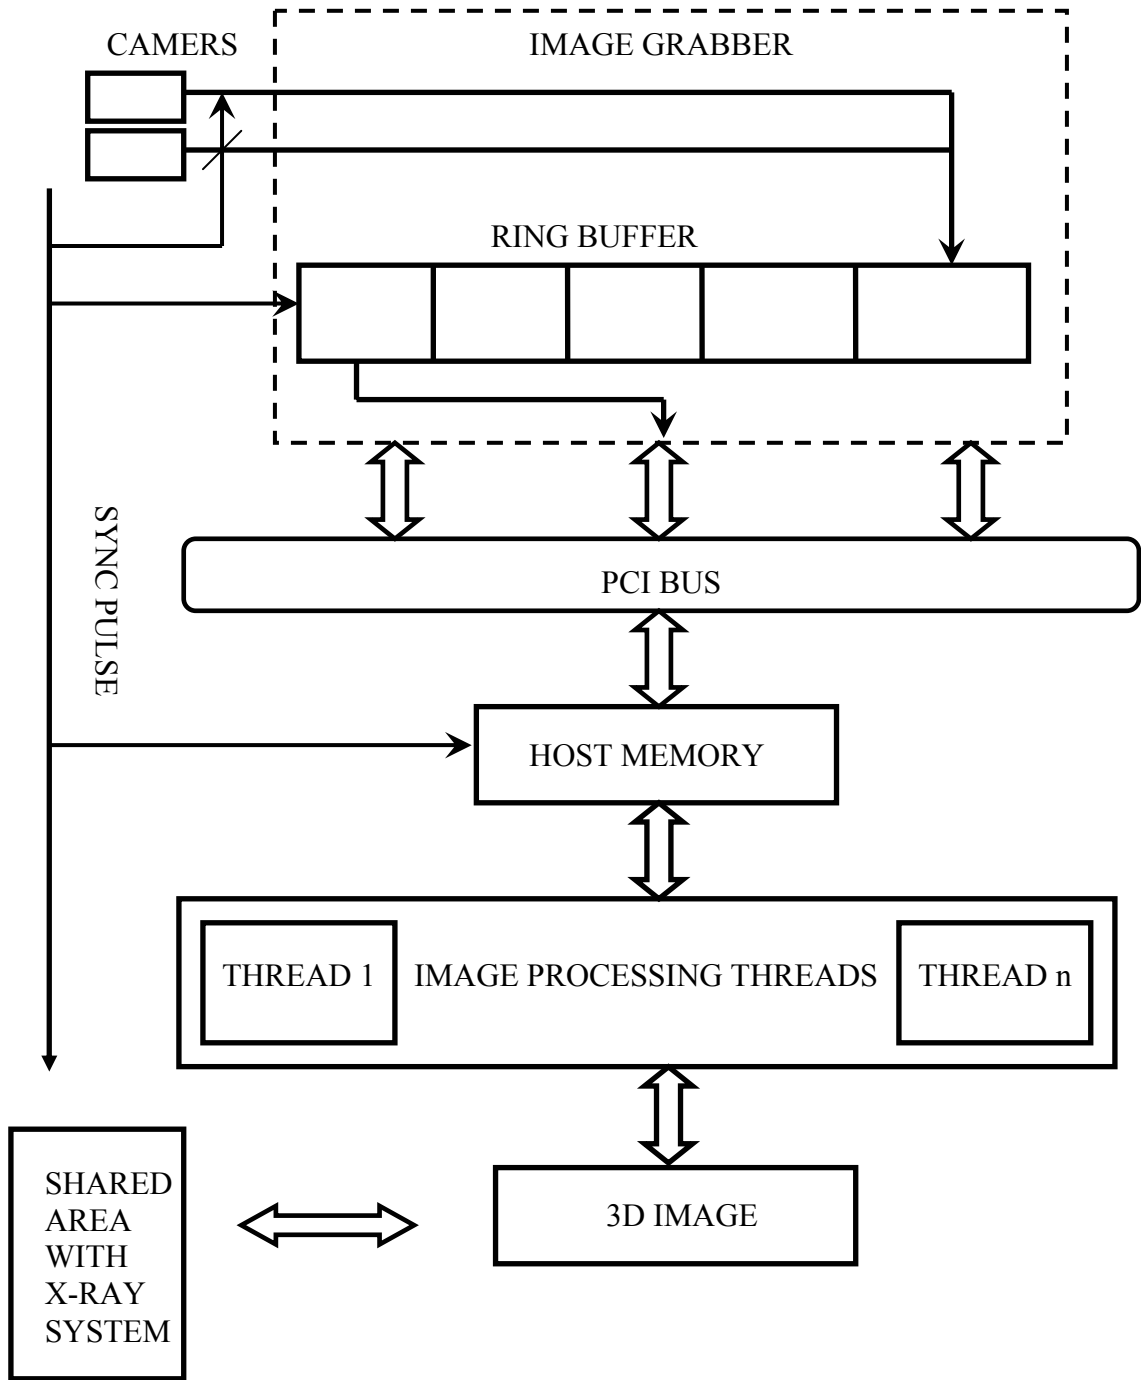 CAMERS
IMAGE GRABBER
RING BUFFER
SYNC PULSE
PCI BUS
HOST MEMORY
THREAD 1
IMAGE PROCESSING THREADS
THREAD n
SHARED
AREA
WITH
X-RAY
SYSTEM
3D IMAGE